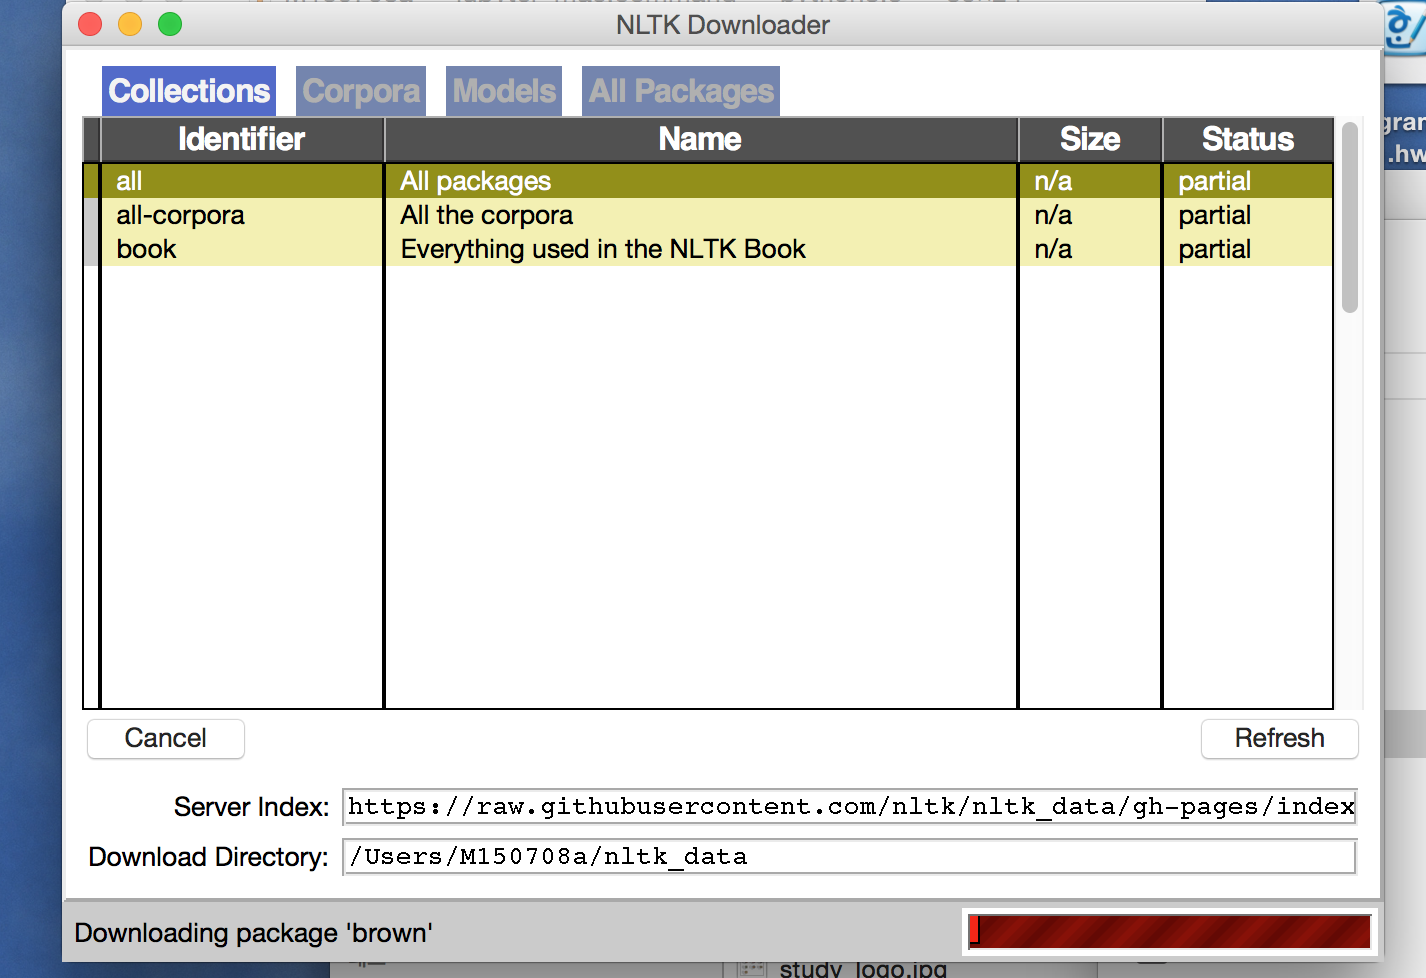 NLTK Downloader
Collections Corpora Models All Packages
Identifier Name Size Status
all All packages n/a partial
all-corpora All the corpora n/a partial
book Everything used in the NLTK Book n/a partial
Cancel Refresh
Server Index: https://raw.githubusercontent.com/nltk/nltk_data/gh-pages/index
Download Directory: /Users/M150708a/nltk_data
Downloading package 'brown'
study_logo.jpg
.hw